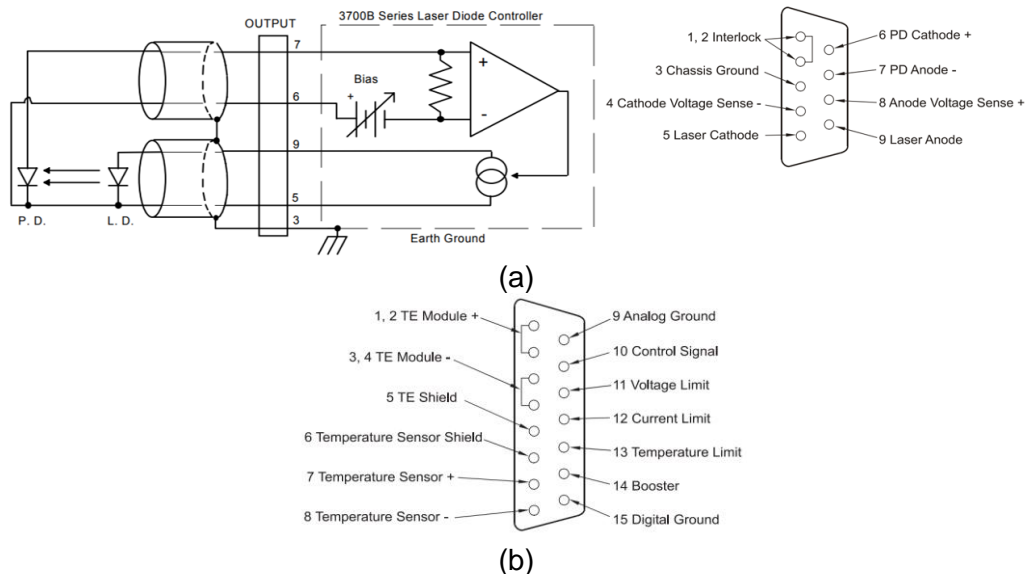 OUTPUT
3700B Series Laser Diode Controller
7
Bias
+
+
-
6
9
5
3
P. D.
L. D.
Earth Ground
1, 2 Interlock
3 Chassis Ground
4 Cathode Voltage Sense -
5 Laser Cathode
6 PD Cathode +
7 PD Anode -
8 Anode Voltage Sense +
9 Laser Anode
(a)
1, 2 TE Module +
3, 4 TE Module -
5 TE Shield
6 Temperature Sensor Shield
7 Temperature Sensor +
8 Temperature Sensor -
9 Analog Ground
10 Control Signal
11 Voltage Limit
12 Current Limit
13 Temperature Limit
14 Booster
15 Digital Ground
(b)